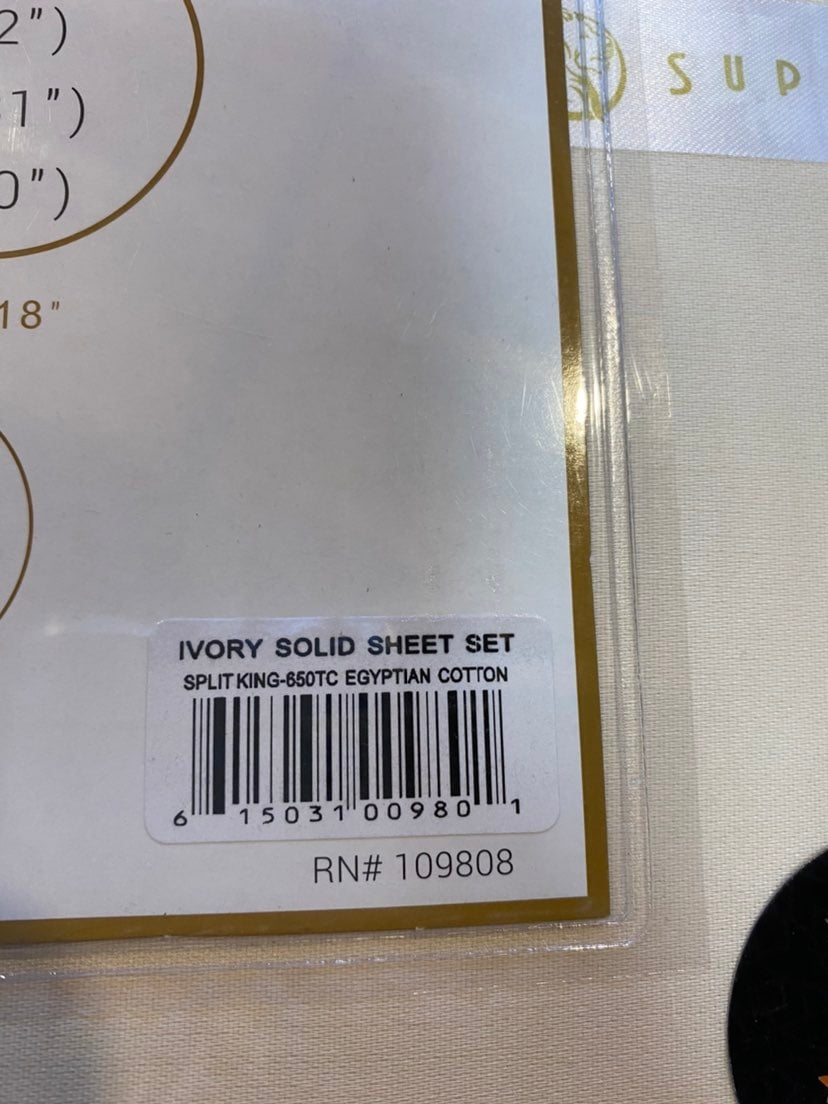 2")
1")
0")
SUP
18"
IVORY SOLID SHEET SET
SPLIT KING-650TC EGYPTIAN COTTON
6 15031 00980 1
RN# 109808